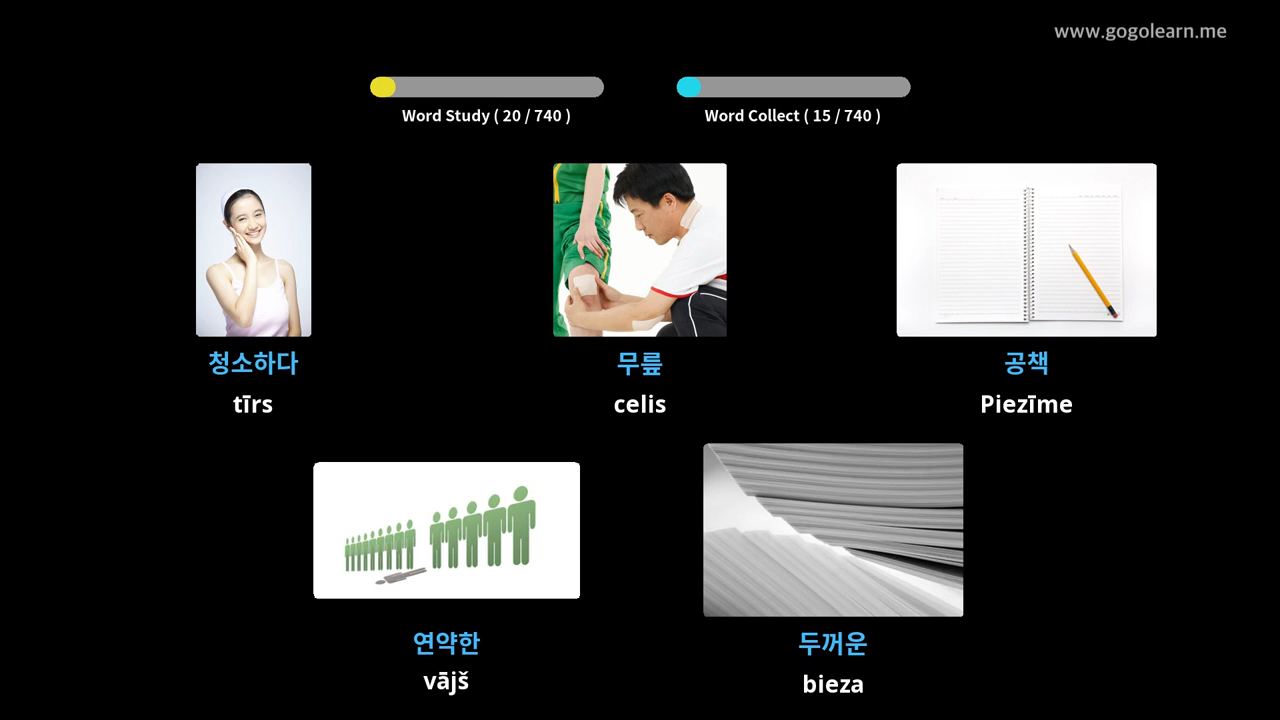 www.gogolearn.me
Word Study ( 20 / 740 )
Word Collect ( 15 / 740 )
청소하다
tīrs
무릎
celis
공책
Piezīme
연약한
vājš
두꺼운
bieza